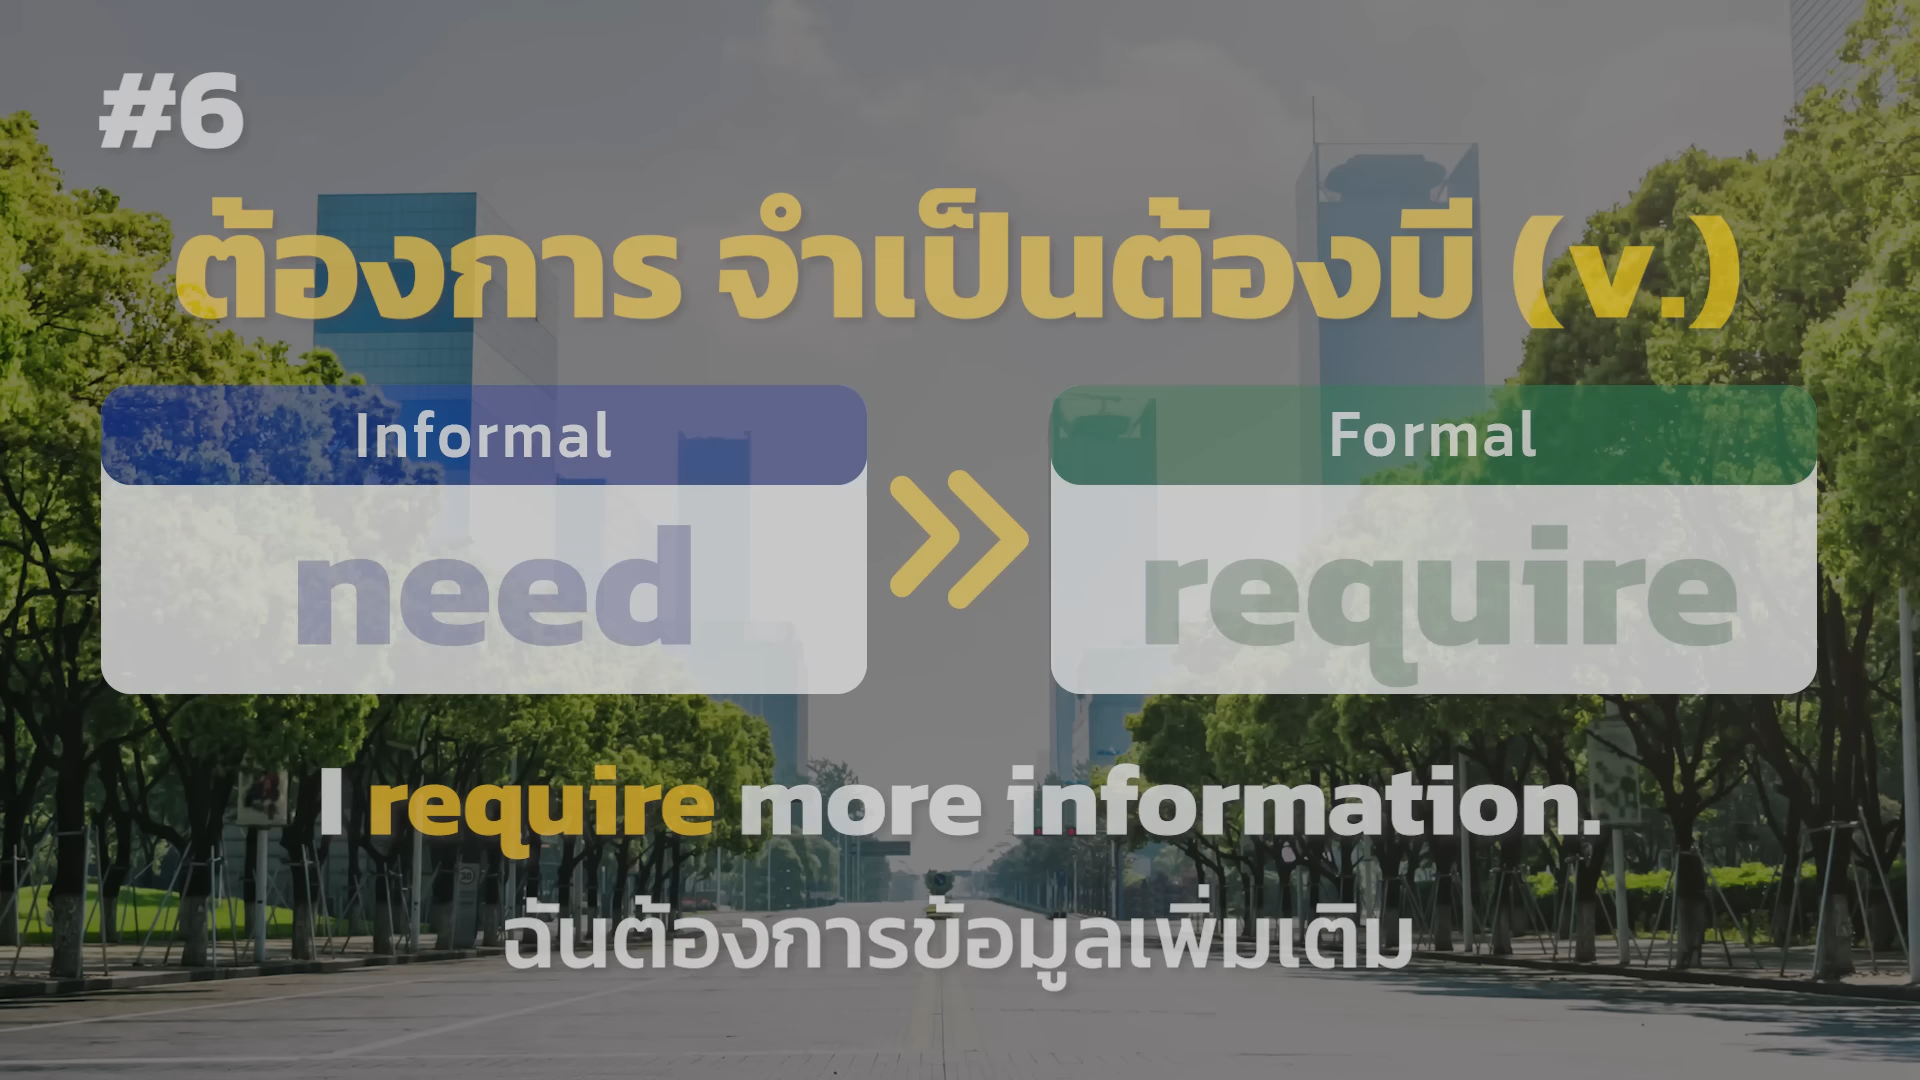 #6
ต้องการ จำเป็นต้องมี (v.)
Informal
need
Formal
require
I require more information.
ฉันต้องการข้อมูลเพิ่มเติม